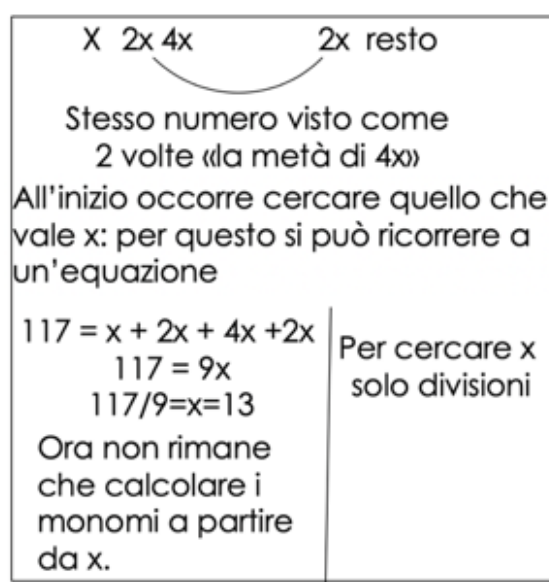 X 2x 4x 2x resto
Stesso numero visto come
2 volte «la metà di 4x»
All'inizio occorre cercare quello che
vale x: per questo si può ricorrere a
un'equazione
117 = x + 2x + 4x +2x
117 = 9x
117/9=x=13
Ora non rimane
che calcolare i
monomi a partire
da x.
Per cercare x
solo divisioni